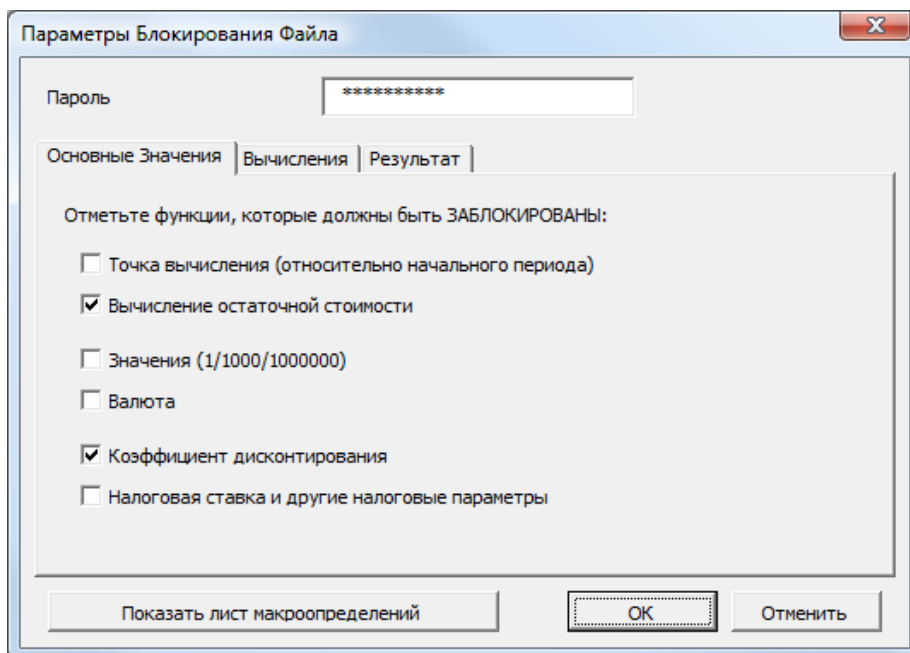 Параметры Блокирования Файла
Пароль
**********
Основные Значения Вычисления Результат
Отметьте функции, которые должны быть ЗАБЛОКИРОВАНЫ:
Точка вычисления (относительно начального периода)
Вычисление остаточной стоимости
Значения (1/1000/1000000)
Валюта
Коэффициент дисконтирования
Налоговая ставка и другие налоговые параметры
Показать лист макроопределений OK Отменить